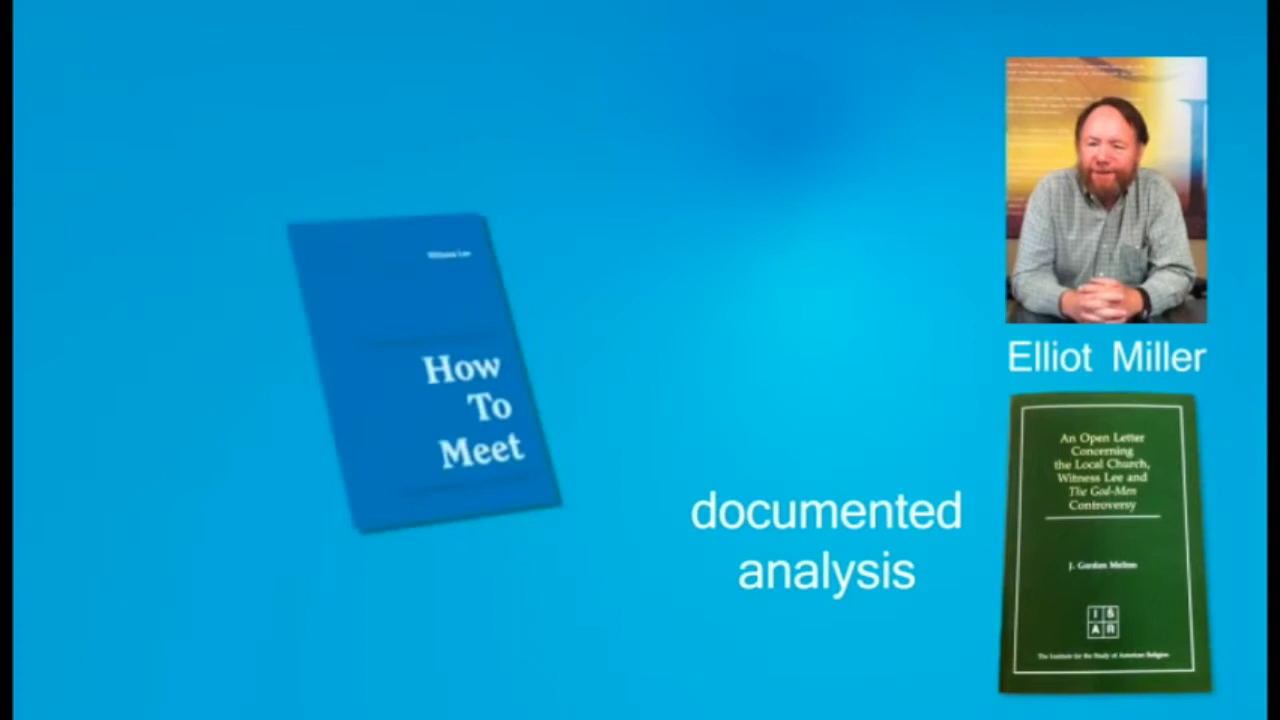 Witness Lee
How
To
Meet
documented
analysis
Elliot Miller
An Open Letter
Concerning
the Local Church,
Witness Lee and
The God-Men
Controversy
J. Gordon Melton
I S
A R
The Institute for the Study of American Religion